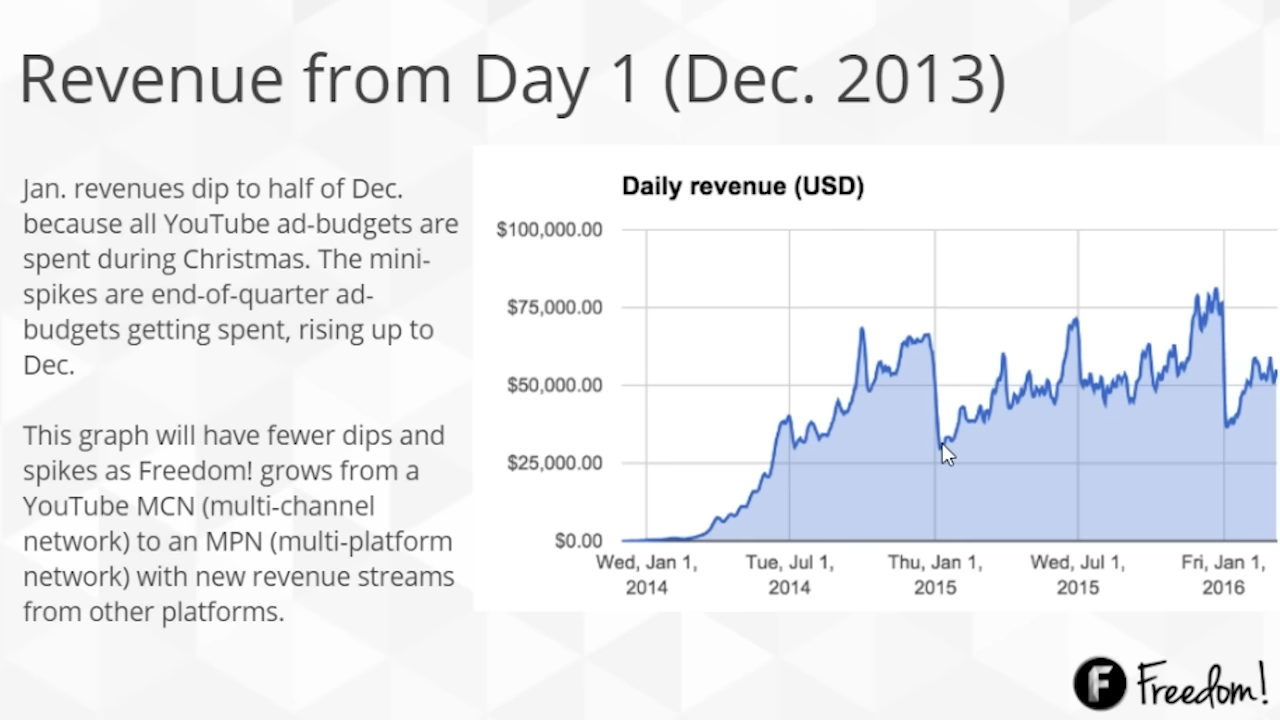 Revenue from Day 1 (Dec. 2013)
Jan. revenues dip to half of Dec.
because all YouTube ad-budgets are
spent during Christmas. The mini-
spikes are end-of-quarter ad-
budgets getting spent, rising up to
Dec.
This graph will have fewer dips and
spikes as Freedom! grows from a
YouTube MCN (multi-channel
network) to an MPN (multi-platform
network) with new revenue streams
from other platforms.
Daily revenue (USD)
$100,000.00
$75,000.00
$50,000.00
$25,000.00
$0.00
Wed, Jan 1,
2014
Tue, Jul 1,
2014
Thu, Jan 1,
2015
Wed, Jul 1,
2015
Fri, Jan 1,
2016
F Freedom!